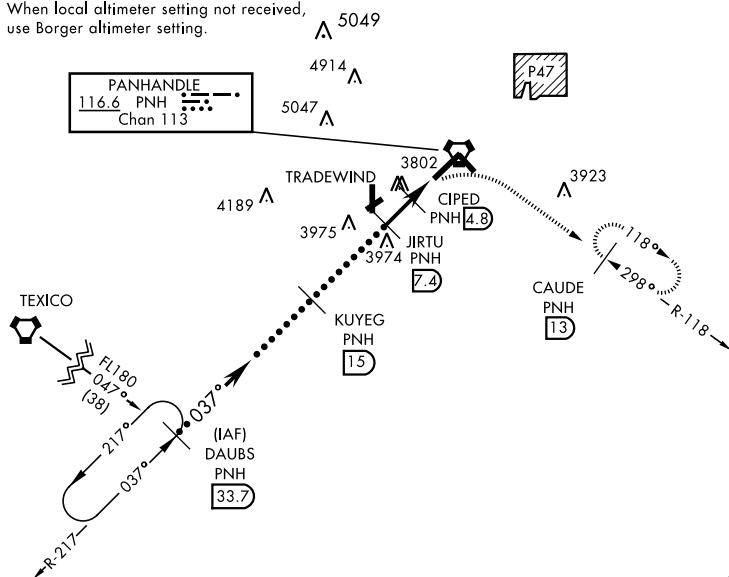 When local altimeter setting not received,
use Borger altimeter setting.
5049
4914
P47
PANHANDLE
116.6 PNH
Chan 113
5047
3802
TRADEWIND
3923
4189
CIPED
PNH 4.8
3975
3974
JIRTU
PNH
7.4
118°
298°
R-118
CAUDE
PNH
13
KUYEG
PNH
15
TEXICO
FL180
047°
(38)
037°
217°
037°
(IAF)
DAUBS
PNH
33.7
R-217